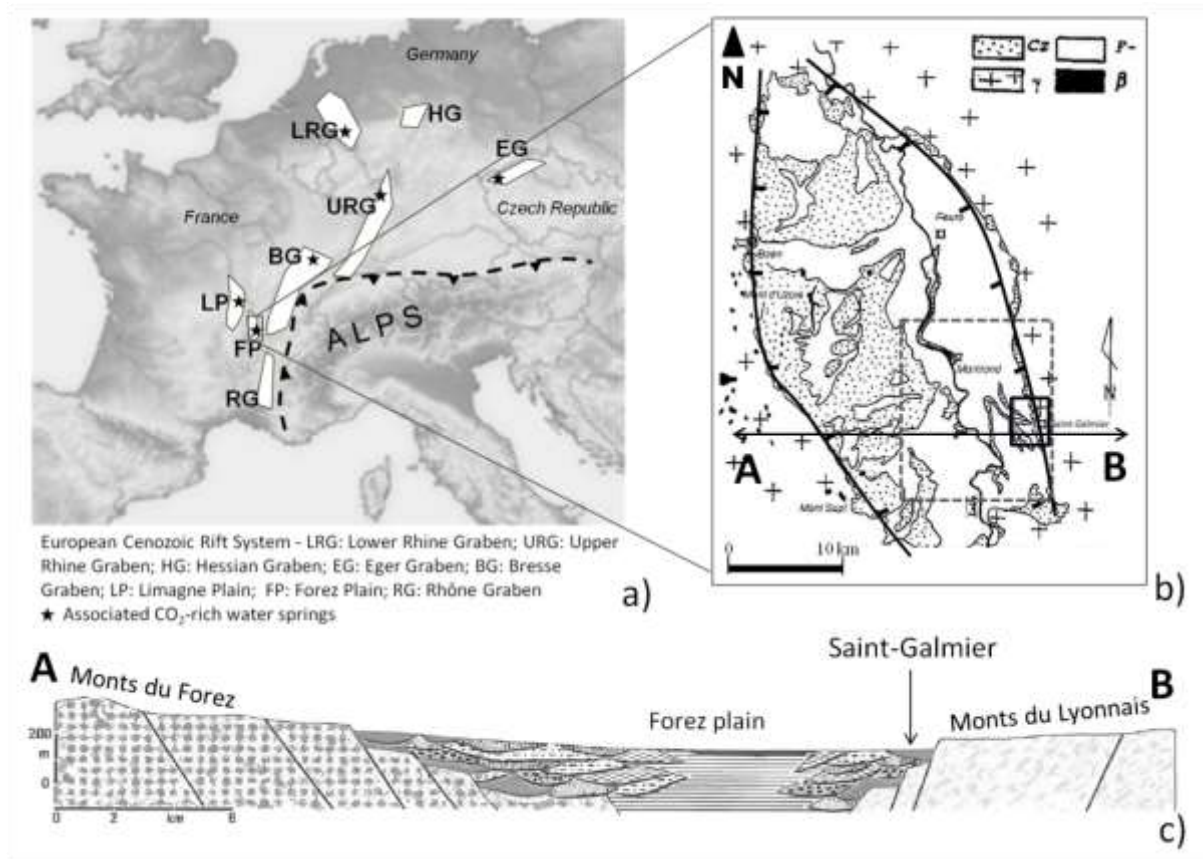 Germany
LRG
HG
EG
URG
France
Czech Republic
BG
LP
ALPS
FP
RG
European Cenozoic Rift System - LRG: Lower Rhine Graben; URG: Upper
Rhine Graben; HG: Hessian Graben; EG: Eger Graben; BG: Bresse
Graben; LP: Limagne Plain; FP: Forez Plain; RG: Rhône Graben
★ Associated CO₂-rich water springs
a)
N
Cz
F-
γ
β
Feurs
Boën
Montrond
N
Saint-Galmier
A
B
0
10 km
b)
Saint-Galmier
A
Monts du Forez
B
Forez plain
Monts du Lyonnais
200
m
0
0
2
km
6
c)